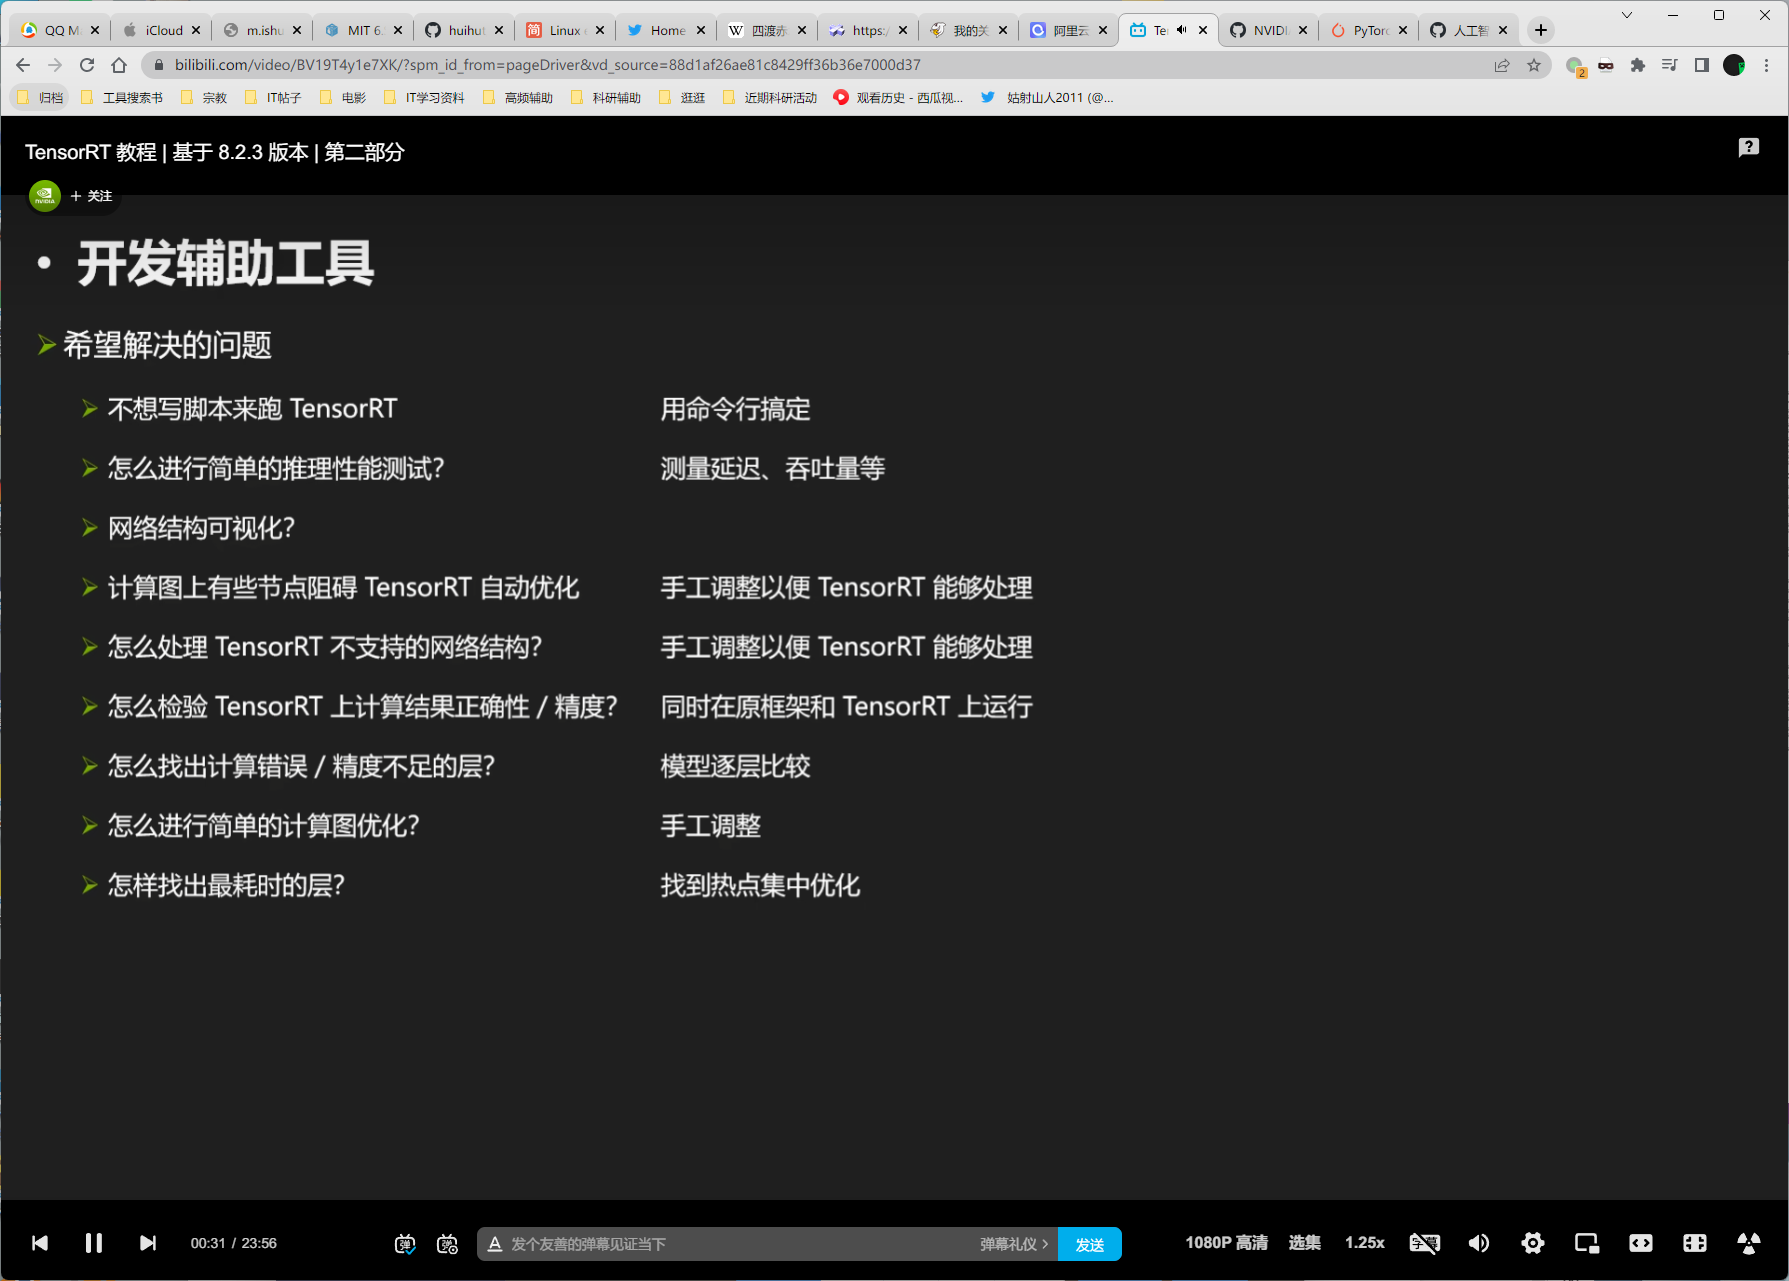 QQ M
iCloud
m.ishu
MIT 6.
huihut
Linux
Home
四渡赤
https:/
我的关
阿里云
Te
NVIDI
PyTorc
人工智
bilibili.com/video/BV19T4y1e7XK/?spm_id_from=pageDriver&vd_source=88d1af26ae81c8429ff36b36e7000d37
2
归档
工具搜索书
宗教
IT帖子
电影
IT学习资料
高频辅助
科研辅助
逛逛
近期科研活动
观看历史 - 西瓜视...
姑射山人2011 (@...
TensorRT 教程 | 基于 8.2.3 版本 | 第二部分
NVIDIA
+ 关注
• 开发辅助工具
希望解决的问题
不想写脚本来跑 TensorRT 用命令行搞定
怎么进行简单的推理性能测试? 测量延迟、吞吐量等
网络结构可视化?
计算图上有些节点阻碍 TensorRT 自动优化 手工调整以便 TensorRT 能够处理
怎么处理 TensorRT 不支持的网络结构? 手工调整以便 TensorRT 能够处理
怎么检验 TensorRT 上计算结果正确性 / 精度? 同时在原框架和 TensorRT 上运行
怎么找出计算错误 / 精度不足的层? 模型逐层比较
怎么进行简单的计算图优化? 手工调整
怎样找出最耗时的层? 找到热点集中优化
00:31 / 23:56
弹
弹
A 发个友善的弹幕见证当下
弹幕礼仪 >
发送
1080P 高清
选集
1.25x
字幕